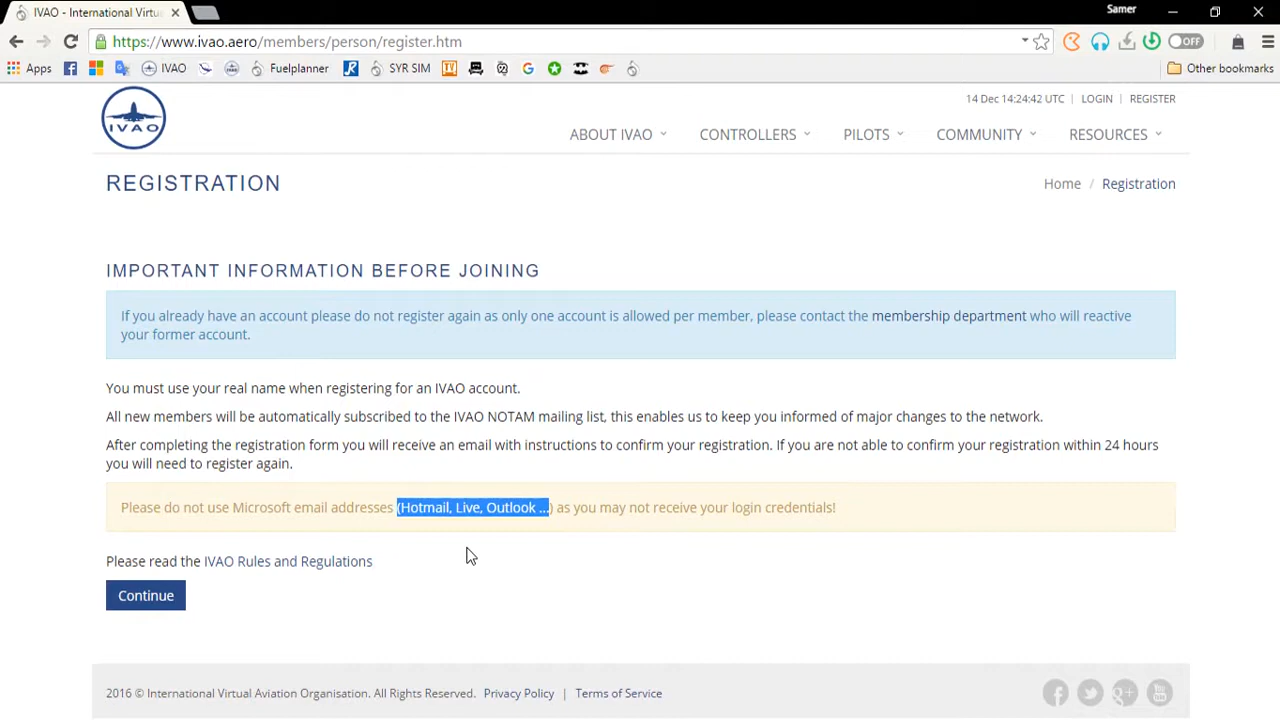 IVAO - International Virtu
Samer
https://www.ivao.aero/members/person/register.htm
OFF
Apps
IVAO
Fuelplanner
SYR SIM
Other bookmarks
IVAO
14 Dec 14:24:42 UTC | LOGIN | REGISTER
ABOUT IVAO CONTROLLERS PILOTS COMMUNITY RESOURCES
REGISTRATION
Home / Registration
IMPORTANT INFORMATION BEFORE JOINING
If you already have an account please do not register again as only one account is allowed per member, please contact the membership department who will reactive
your former account.
You must use your real name when registering for an IVAO account.
All new members will be automatically subscribed to the IVAO NOTAM mailing list, this enables us to keep you informed of major changes to the network.
After completing the registration form you will receive an email with instructions to confirm your registration. If you are not able to confirm your registration within 24 hours
you will need to register again.
Please do not use Microsoft email addresses (Hotmail, Live, Outlook ...) as you may not receive your login credentials!
Please read the IVAO Rules and Regulations
Continue
2016 © International Virtual Aviation Organisation. All Rights Reserved. Privacy Policy | Terms of Service